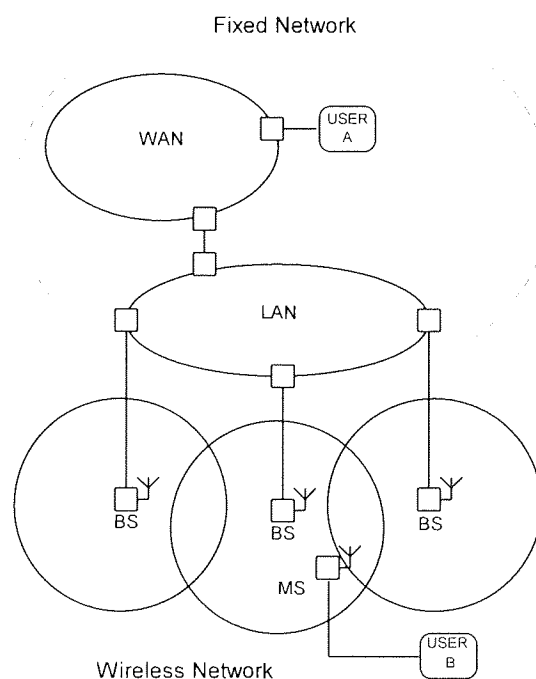 Fixed Network
WAN
USER
A
LAN
BS
BS
BS
MS
USER
B
Wireless Network